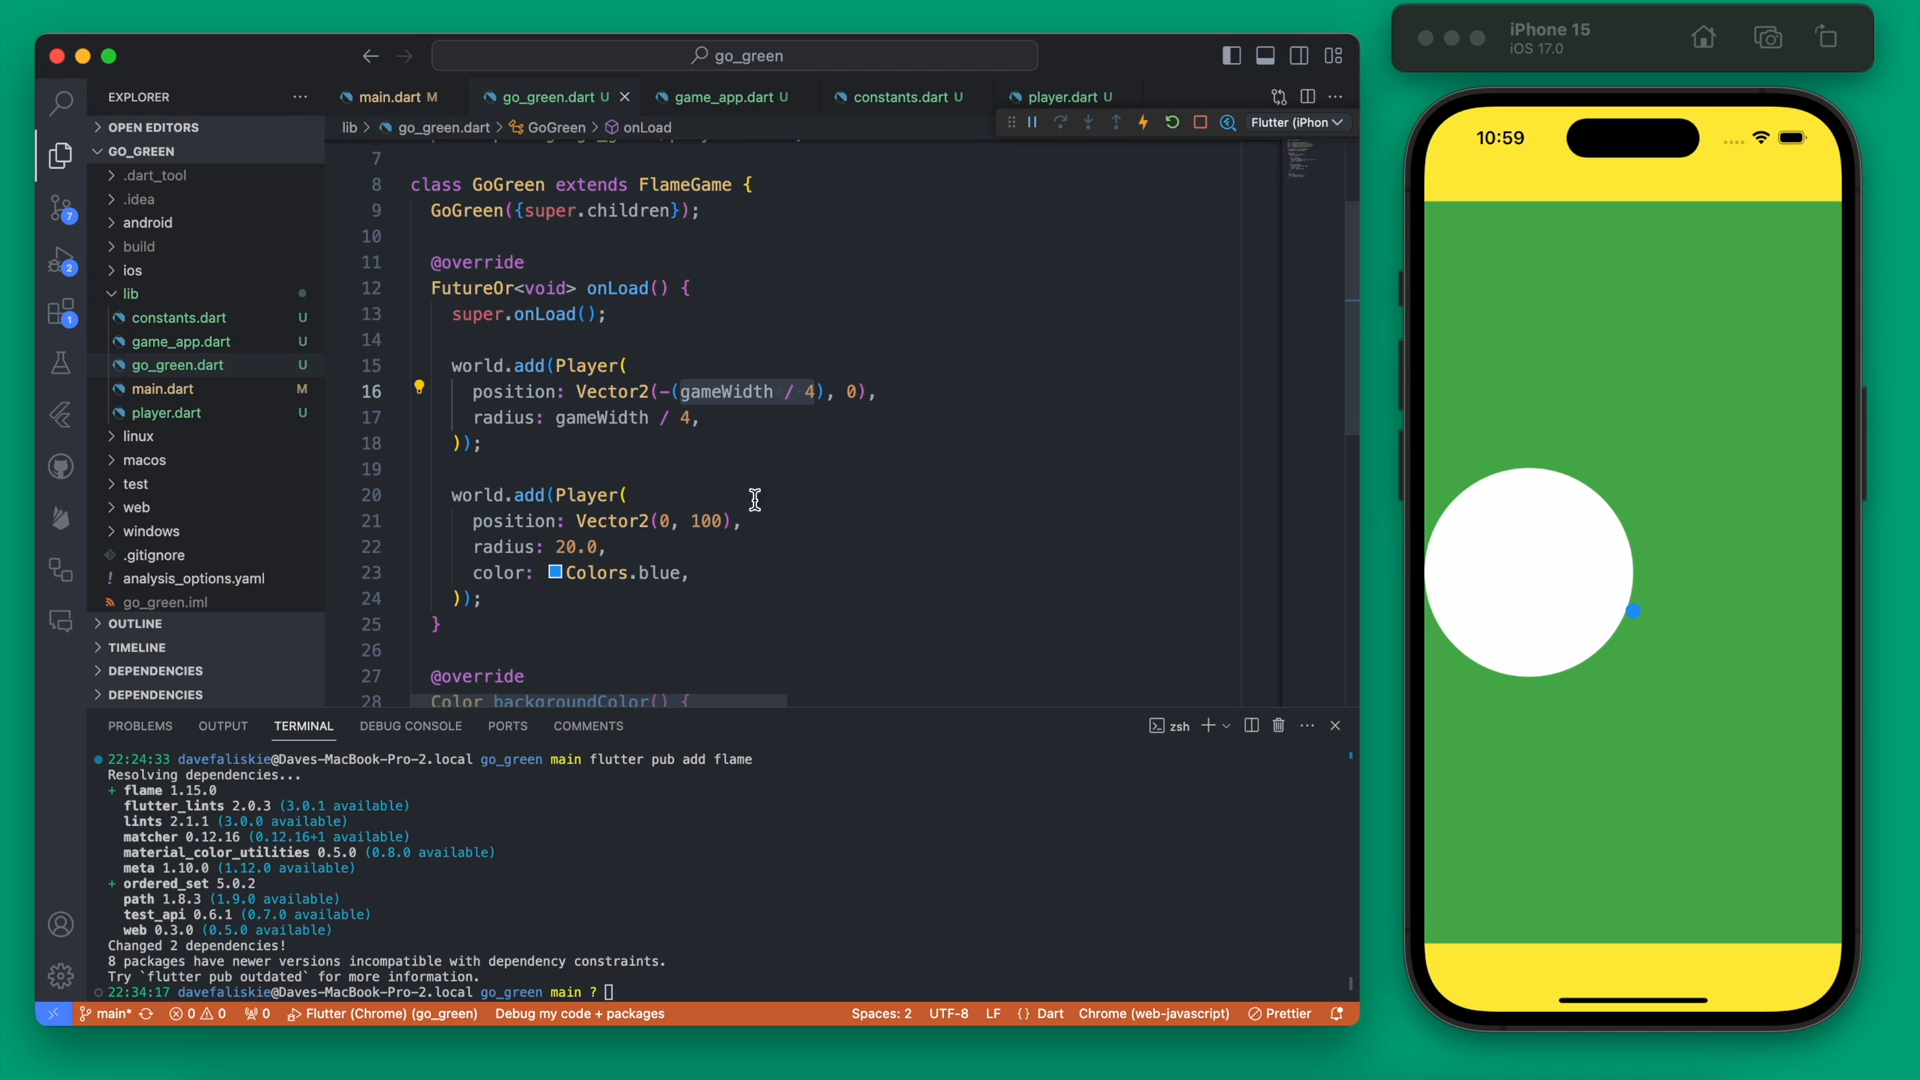 go_green
EXPLORER
OPEN EDITORS
GO_GREEN
.dart_tool
.idea
android
build
ios
lib
constants.dart U
game_app.dart U
go_green.dart U
main.dart M
player.dart U
linux
macos
test
web
windows
.gitignore
! analysis_options.yaml
go_green.iml
OUTLINE
TIMELINE
DEPENDENCIES
DEPENDENCIES
7
2
1
main.dart M
go_green.dart U
game_app.dart U
constants.dart U
player.dart U
lib > go_green.dart > GoGreen > onLoad
Flutter (iPhon
7
8 class GoGreen extends FlameGame {
9 GoGreen({super.children});
10
11 @override
12 FutureOr<void> onLoad() {
13 super.onLoad();
14
15 world.add(Player(
16 position: Vector2(-(gameWidth / 4), 0),
17 radius: gameWidth / 4,
18 ));
19
20 world.add(Player(
21 position: Vector2(0, 100),
22 radius: 20.0,
23 color: Colors.blue,
24 ));
25 }
26
27 @override
28 Color backgroundColor() {
PROBLEMS OUTPUT TERMINAL DEBUG CONSOLE PORTS COMMENTS
zsh
22:24:33 davefaliskie@Daves-MacBook-Pro-2.local go_green main flutter pub add flame
Resolving dependencies...
+ flame 1.15.0
flutter_lints 2.0.3 (3.0.1 available)
lints 2.1.1 (3.0.0 available)
matcher 0.12.16 (0.12.16+1 available)
material_color_utilities 0.5.0 (0.8.0 available)
meta 1.10.0 (1.12.0 available)
+ ordered_set 5.0.2
path 1.8.3 (1.9.0 available)
test_api 0.6.1 (0.7.0 available)
web 0.3.0 (0.5.0 available)
Changed 2 dependencies!
8 packages have newer versions incompatible with dependency constraints.
Try `flutter pub outdated` for more information.
22:34:17 davefaliskie@Daves-MacBook-Pro-2.local go_green main ?
main* 0 0 0 Flutter (Chrome) (go_green) Debug my code + packages Spaces: 2 UTF-8 LF {} Dart Chrome (web-javascript) Prettier
iPhone 15
iOS 17.0
10:59